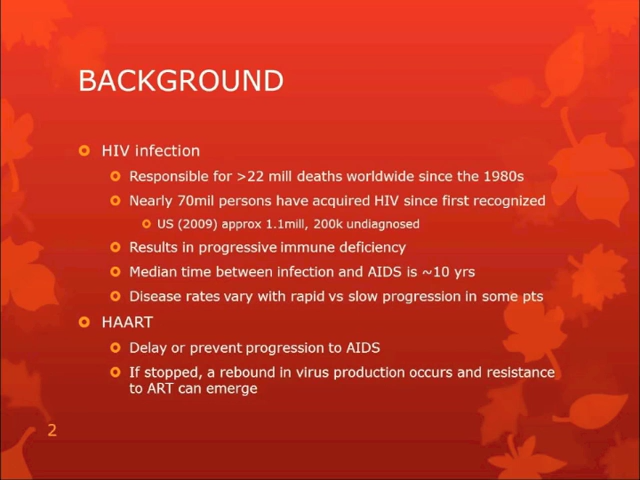 BACKGROUND
HIV infection
Responsible for >22 mill deaths worldwide since the 1980s
Nearly 70mil persons have acquired HIV since first recognized
US (2009) approx 1.1mill, 200k undiagnosed
Results in progressive immune deficiency
Median time between infection and AIDS is ~10 yrs
Disease rates vary with rapid vs slow progression in some pts
HAART
Delay or prevent progression to AIDS
If stopped, a rebound in virus production occurs and resistance
to ART can emerge
2